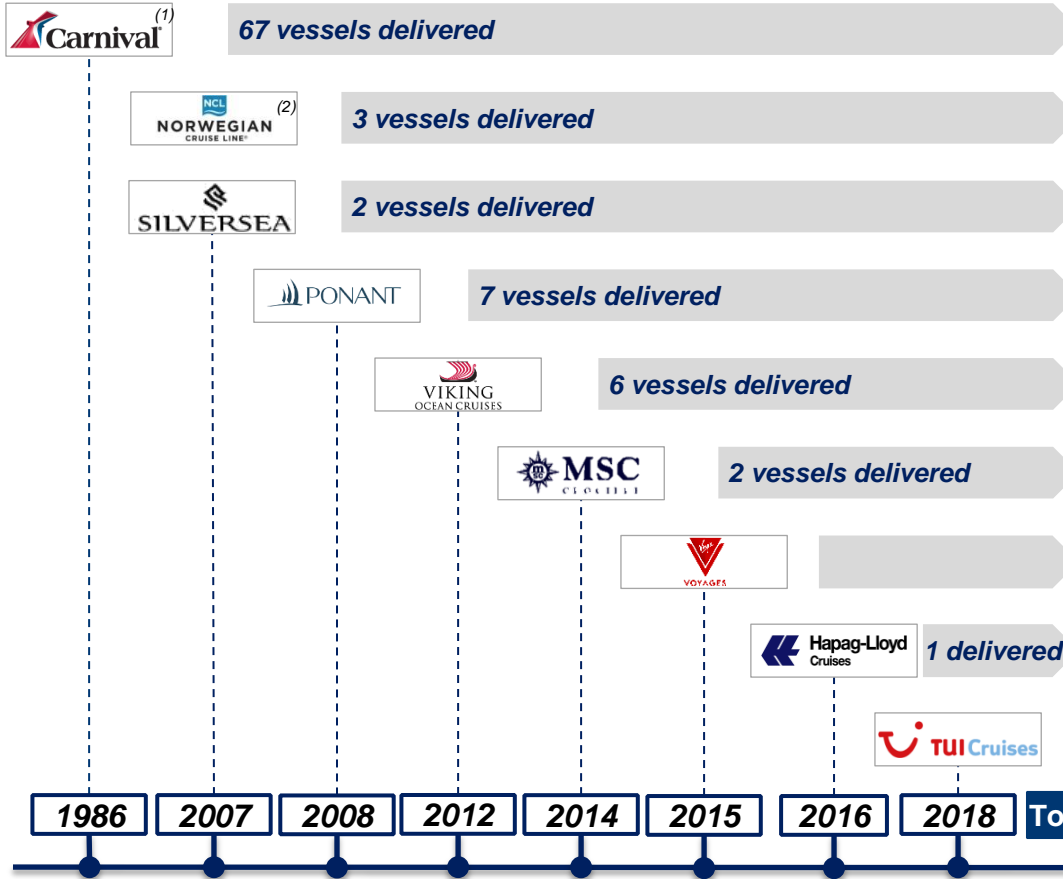 Carnival (1)
67 vessels delivered
NCL
NORWEGIAN (2)
CRUISE LINE®
3 vessels delivered
SILVERSEA
2 vessels delivered
PONANT
7 vessels delivered
VIKING
OCEAN CRUISES
6 vessels delivered
MSC
2 vessels delivered
VOYAGES
Hapag-Lloyd
Cruises
1 delivered
TUI Cruises
1986 2007 2008 2012 2014 2015 2016 2018 To